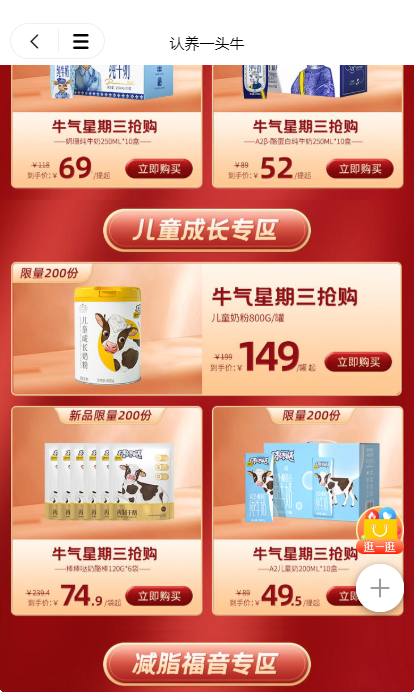 认养一头牛
纯牛奶
牛气星期三抢购
奶绷纯牛奶250ML*10盒
￥118
到手价：￥69/提起
立即购买
牛气星期三抢购
A2β-酪蛋白纯牛奶250ML*10盒
￥89
到手价：￥52/提起
立即购买
儿童成长专区
限量200份
儿童成长奶粉
牛气星期三抢购
儿童奶粉800G/罐
￥199
到手价：￥149/罐起
立即购买
新品限量200份
牛气星期三抢购
棒棒哒奶酪棒120G*6袋
￥239.4
到手价：￥74.9/袋起
立即购买
限量200份
牛气星期三抢购
A2儿童奶200ML*10盒
￥89
到手价：￥49.5/提起
立即
逛一逛
减脂福音专区